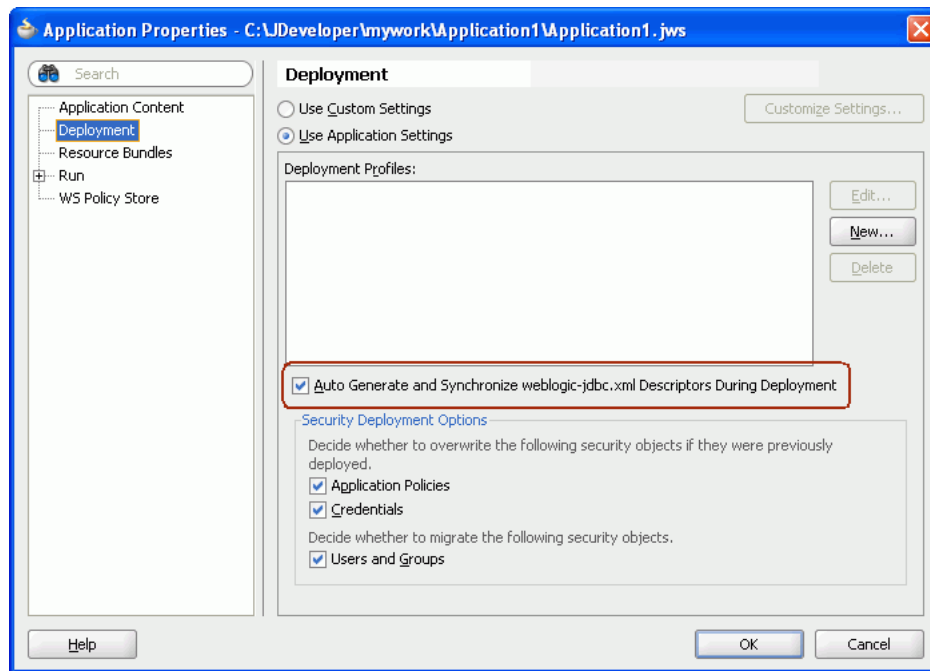 Application Properties - C:\JDeveloper\mywork\Application1\Application1.jws
Search
Application Content
Deployment
Resource Bundles
Run
WS Policy Store
Deployment
Use Custom Settings
Customize Settings...
Use Application Settings
Deployment Profiles:
Edit...
New...
Delete
Auto Generate and Synchronize weblogic-jdbc.xml Descriptors During Deployment
Security Deployment Options
Decide whether to overwrite the following security objects if they were previously
deployed.
Application Policies
Credentials
Decide whether to migrate the following security objects.
Users and Groups
Help
OK
Cancel